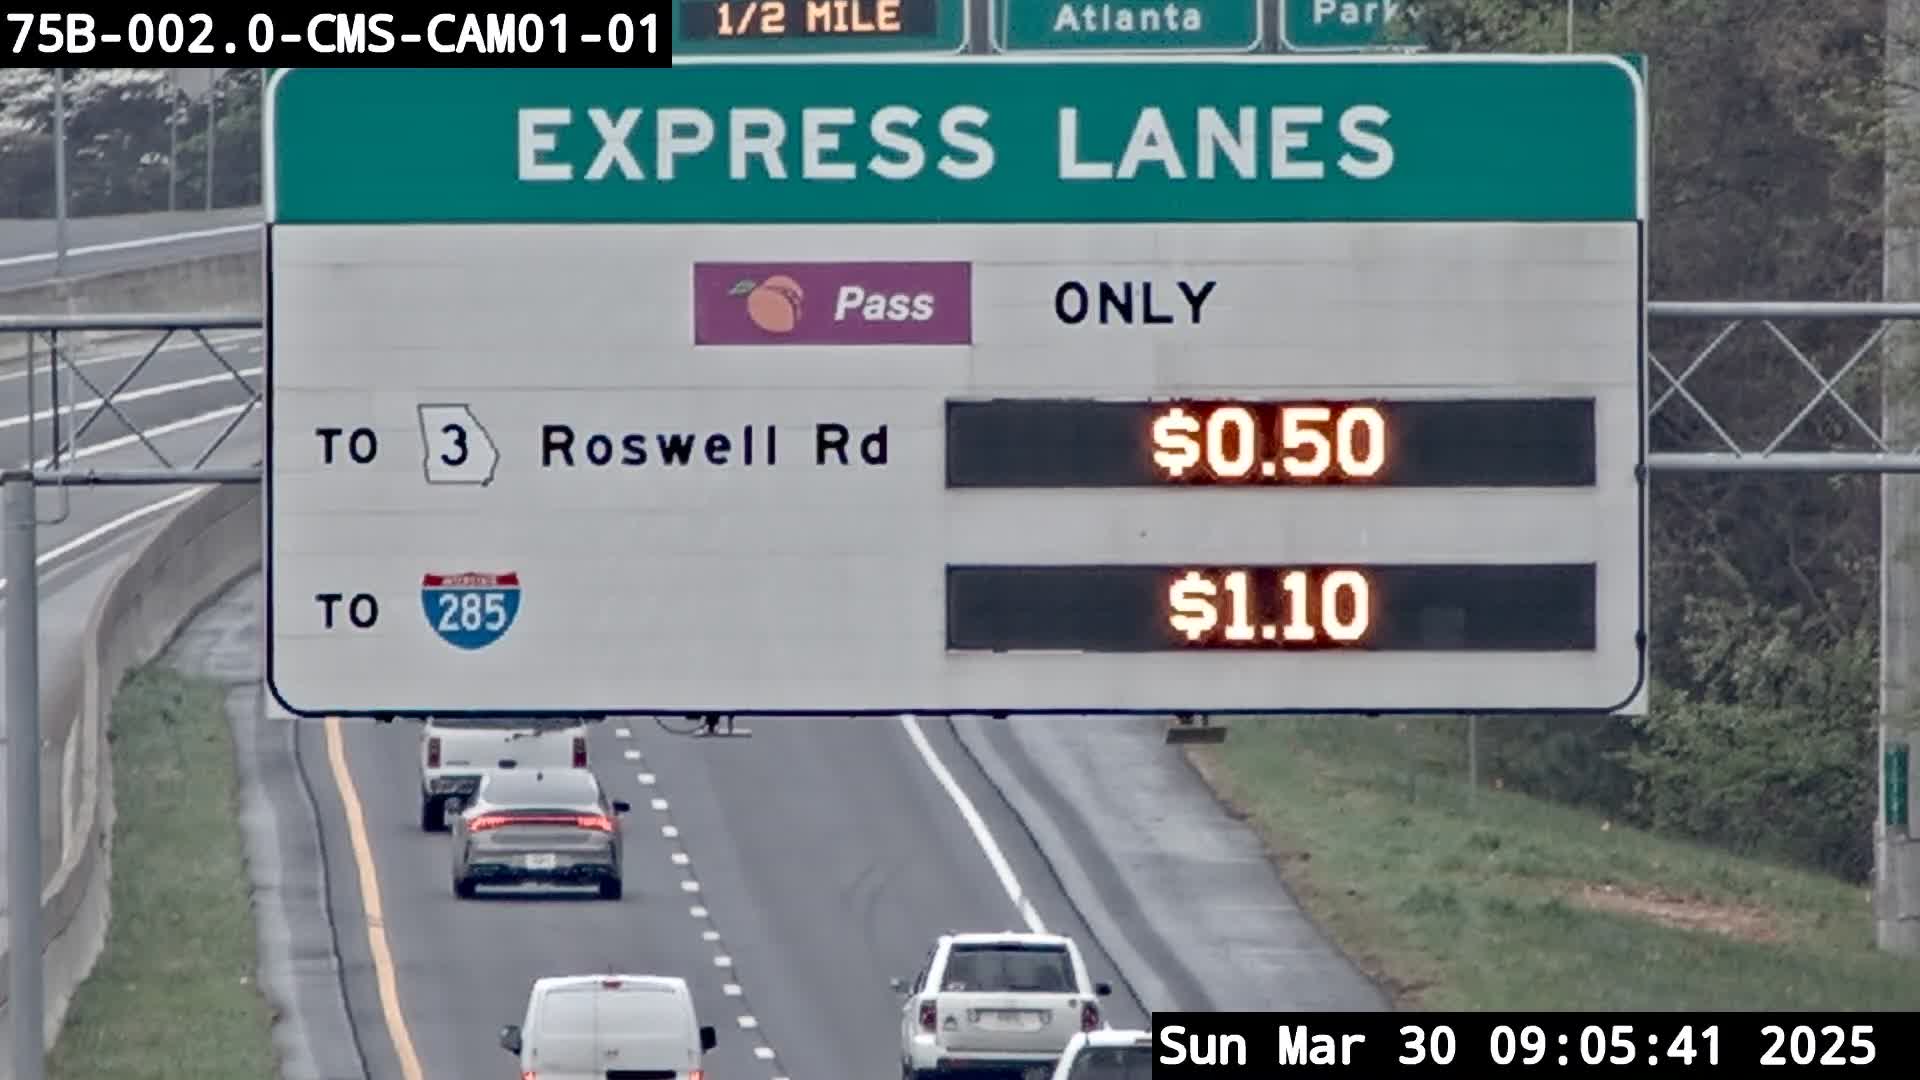 75B-002.0-CMS-CAM01-01
1/2 MILE
Atlanta
EXPRESS LANES
Pass ONLY
TO 3 Roswell Rd $0.50
TO 285 $1.10
Sun Mar 30 09:05:41 2025